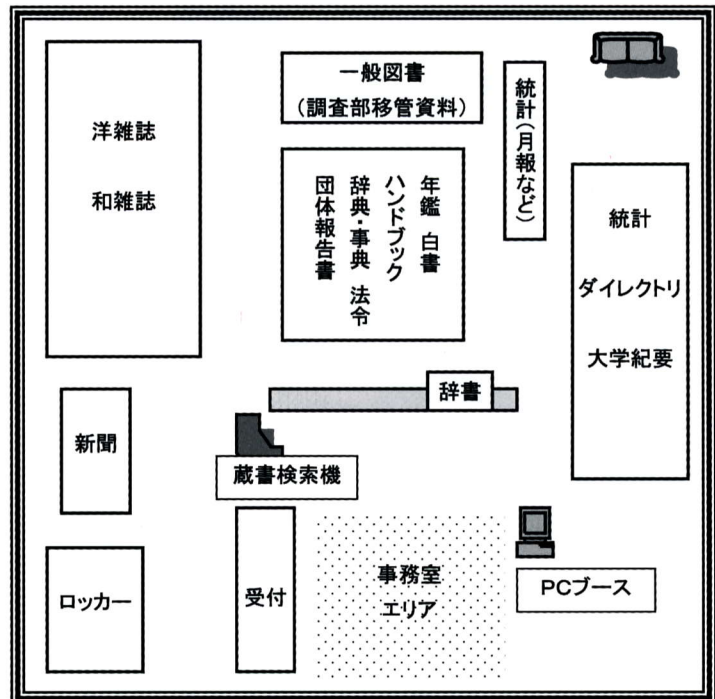 洋雑誌
和雑誌
一般図書
(調査部移管資料)
統計(月報など)
年鑑 白書
ハンドブック
辞典・事典 法令
団体報告書
統計
ダイレクトリ
大学紀要
辞書
新聞
蔵書検索機
ロッカー
受付
事務室
エリア
PCブース